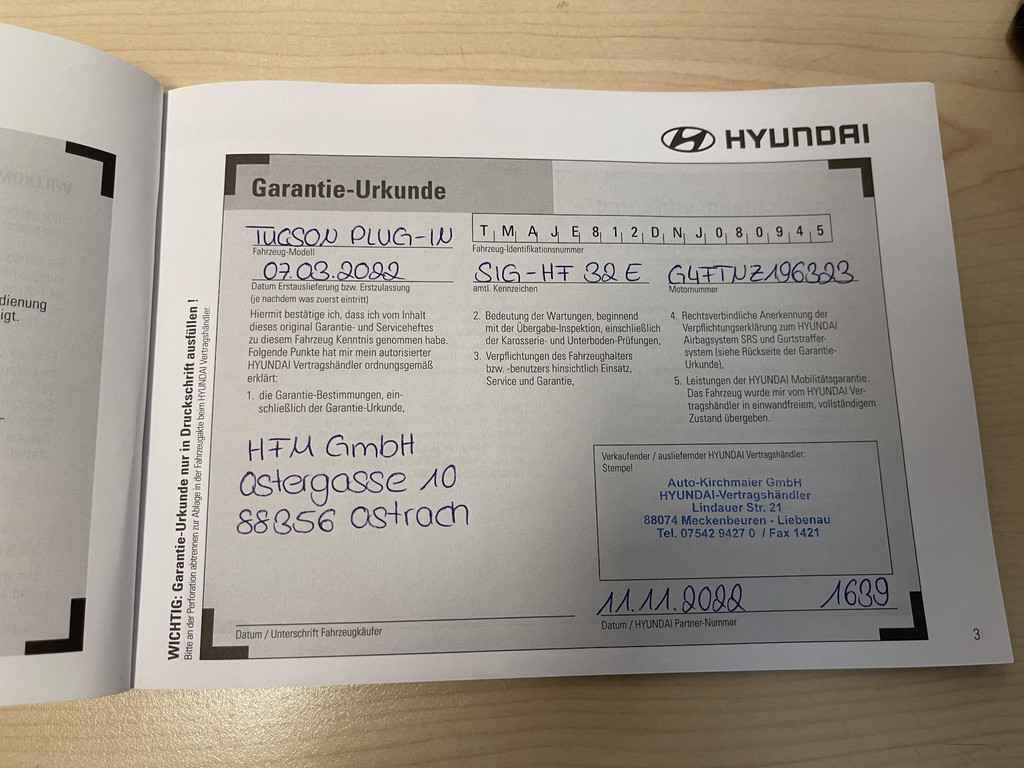 dienung
igt.
WICHTIG: Garantie-Urkunde nur in Druckschrift ausfüllen !
Bitte an der Perforation abtrennen zur Ablage in der Fahrzeugakte beim HYUNDAI Vertragshändler.
HYUNDAI
Garantie-Urkunde
TUCSON PLUG-IN
Fahrzeug-Modell
TMAJE812DNJ080945
Fahrzeug-Identifikationsnummer
07.03.2022
Datum Erstauslieferung bzw. Erstzulassung
(je nachdem was zuerst eintritt)
SIG-HF 32 E
amtl. Kennzeichen
G4FTNZ196323
Motornummer
Hiermit bestätige ich, dass ich vom Inhalt
dieses original Garantie- und Serviceheftes
zu diesem Fahrzeug Kenntnis genommen habe.
Folgende Punkte hat mir mein autorisierter
HYUNDAI Vertragshändler ordnungsgemäß
erklärt:
1. die Garantie-Bestimmungen, ein-
schließlich der Garantie-Urkunde,
2. Bedeutung der Wartungen, beginnend
mit der Übergabe-Inspektion, einschließlich
der Karosserie- und Unterboden-Prüfungen,
3. Verpflichtungen des Fahrzeughalters
bzw. -benutzers hinsichtlich Einsatz,
Service und Garantie,
4. Rechtsverbindliche Anerkennung der
Verpflichtungserklärung zum HYUNDAI
Airbagsystem SRS und Gurtstraffer-
system (siehe Rückseite der Garantie-
Urkunde),
5. Leistungen der HYUNDAI Mobilitätsgarantie.
Das Fahrzeug wurde mir vom HYUNDAI Ver-
tragshändler in einwandfreiem, vollständigem
Zustand übergeben.
HFM GmbH
Ostergasse 10
88356 Ostrach
Datum / Unterschrift Fahrzeugkäufer
Verkaufender / ausliefernder HYUNDAI Vertragshändler:
Stempel
Auto-Kirchmaier GmbH
HYUNDAI-Vertragshändler
Lindauer Str. 21
88074 Meckenbeuren - Liebenau
Tel. 07542 9427 0 / Fax 1421
11.11.2022 1639
Datum / HYUNDAI Partner-Nummer
3